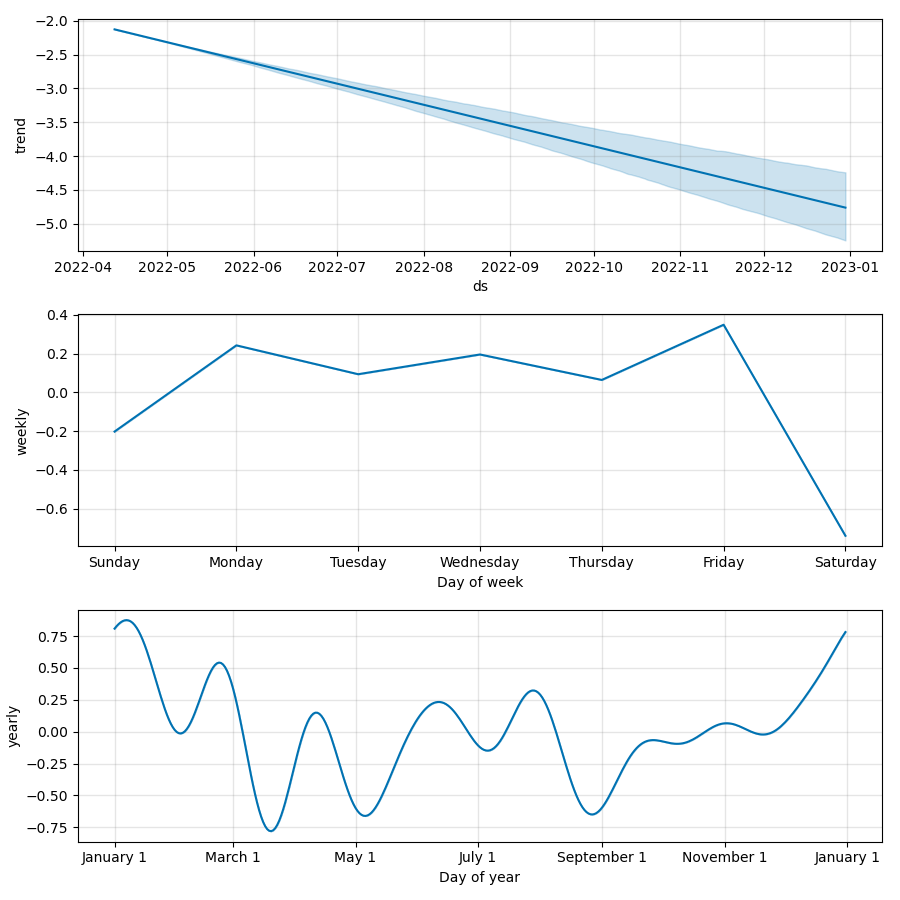 −2.0
−2.5
−3.0
−3.5
−4.0
−4.5
−5.0
trend
2022-04 2022-05 2022-06 2022-07 2022-08 2022-09 2022-10 2022-11 2022-12 2023-01
ds
0.4
0.2
0.0
−0.2
−0.4
−0.6
weekly
Sunday Monday Tuesday Wednesday Thursday Friday Saturday
Day of week
0.75
0.50
0.25
0.00
−0.25
−0.50
−0.75
yearly
January 1 March 1 May 1 July 1 September 1 November 1 January 1
Day of year